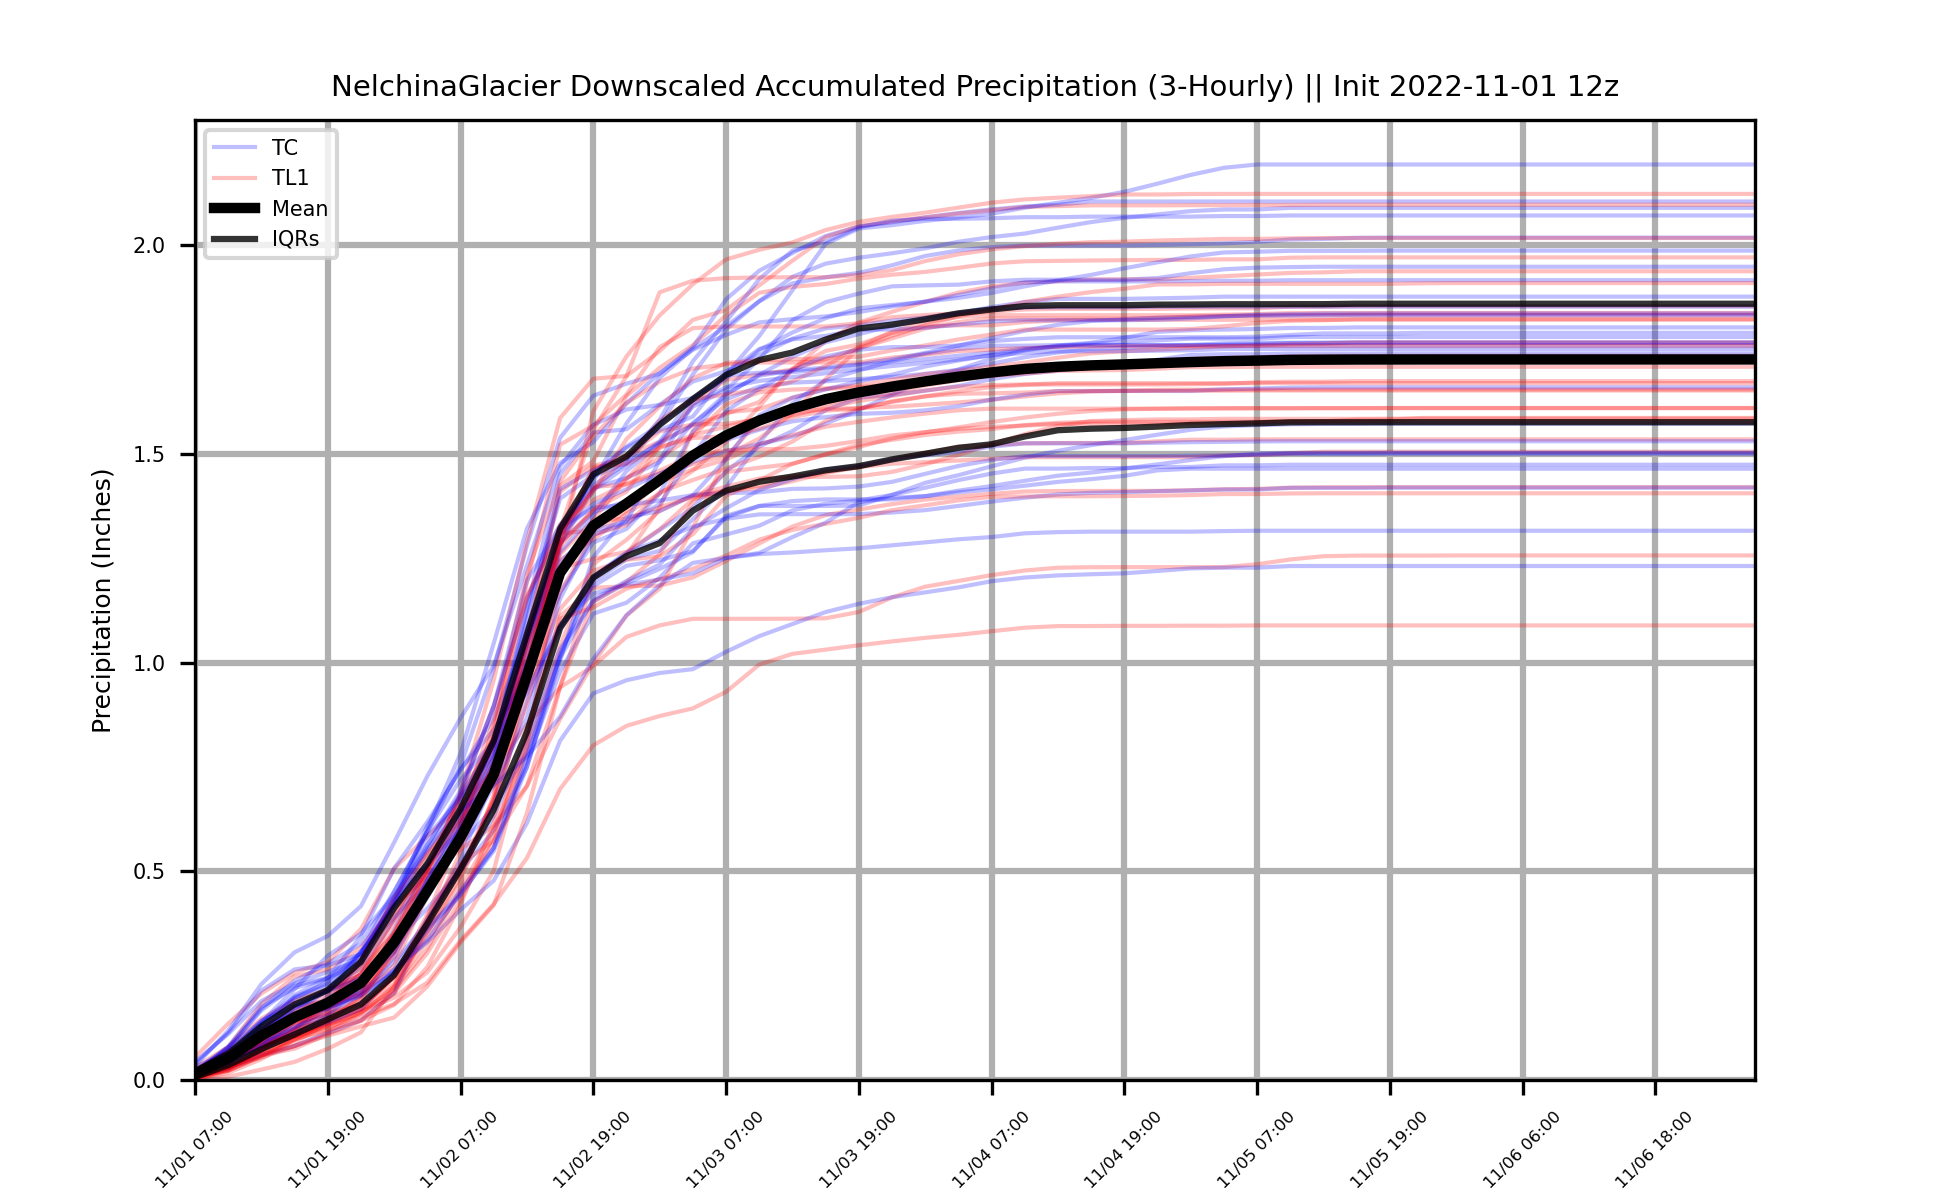 NelchinaGlacier Downscaled Accumulated Precipitation (3-Hourly) || Init 2022-11-01 12z
TC
TL1
Mean
IQRs
Precipitation (Inches)
2.0
1.5
1.0
0.5
0.0
11/01 07:00
11/01 19:00
11/02 07:00
11/02 19:00
11/03 07:00
11/03 19:00
11/04 07:00
11/04 19:00
11/05 07:00
11/05 19:00
11/06 06:00
11/06 18:00